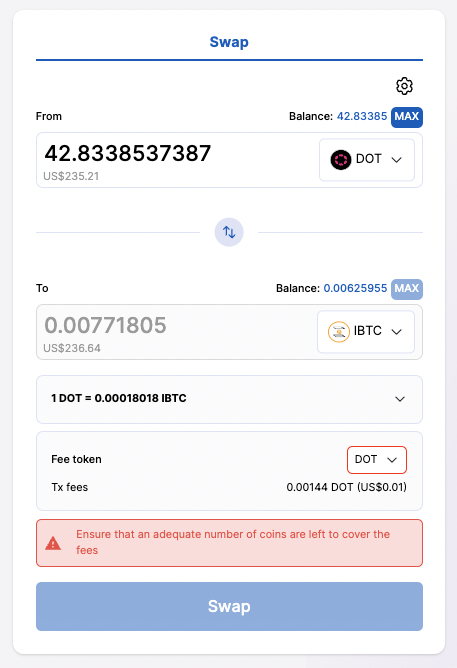 Swap
From
Balance: 42.83385 MAX
42.8338537387
DOT
US$235.21
To
Balance: 0.00625955 MAX
0.00771805
IBTC
US$236.64
1 DOT = 0.00018018 IBTC
Fee token
DOT
Tx fees
0.00144 DOT (US$0.01)
Ensure that an adequate number of coins are left to cover the
fees
Swap